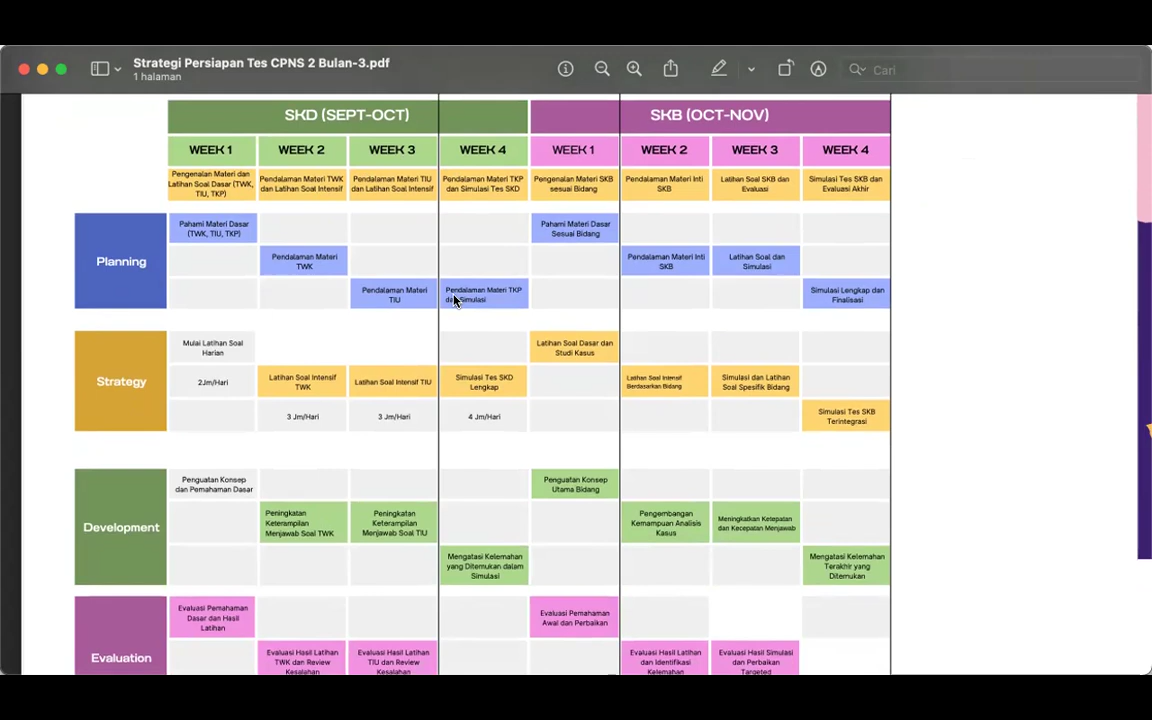 Strategi Persiapan Tes CPNS 2 Bulan-3.pdf
1 halaman
Cari
SKD (SEPT-OCT)
SKB (OCT-NOV)
WEEK 1
WEEK 2
WEEK 3
WEEK 4
WEEK 1
WEEK 2
WEEK 3
WEEK 4
Pengenalan Materi dan
Latihan Soal Dasar (TWK,
TIU, TKP)
Pendalaman Materi TWK
dan Latihan Soal Intensif
Pendalaman Materi TIU
dan Latihan Soal Intensif
Pendalaman Materi TKP
dan Simulasi Tes SKD
Pengenalan Materi SKB
sesuai Bidang
Pendalaman Materi Inti
SKB
Latihan Soal SKB dan
Evaluasi
Simulasi Tes SKB dan
Evaluasi Akhir
Planning
Pahami Materi Dasar
(TWK, TIU, TKP)
Pahami Materi Dasar
Sesuai Bidang
Pendalaman Materi
TWK
Pendalaman Materi Inti
SKB
Latihan Soal dan
Simulasi
Pendalaman Materi
TIU
Pendalaman Materi TKP
dan Simulasi
Simulasi Lengkap dan
Finalisasi
Strategy
Mulai Latihan Soal
Harian
Latihan Soal Dasar dan
Studi Kasus
2Jm/Hari
Latihan Soal Intensif
TWK
Latihan Soal Intensif TIU
Simulasi Tes SKD
Lengkap
Latihan Soal Intensif
Berdasarkan Bidang
Simulasi dan Latihan
Soal Spesifik Bidang
3 Jm/Hari
3 Jm/Hari
4 Jm/Hari
Simulasi Tes SKB
Terintegrasi
Development
Penguatan Konsep
dan Pemahaman Dasar
Penguatan Konsep
Utama Bidang
Peningkatan
Keterampilan
Menjawab Soal TWK
Peningkatan
Keterampilan
Menjawab Soal TIU
Pengembangan
Kemampuan Analisis
Kasus
Meningkatkan Ketepatan
dan Kecepatan Menjawab
Mengatasi Kelemahan
yang Ditemukan dalam
Simulasi
Mengatasi Kelemahan
Terakhir yang
Ditemukan
Evaluation
Evaluasi Pemahaman
Dasar dan Hasil
Latihan
Evaluasi Pemahaman
Awal dan Perbaikan
Evaluasi Hasil Latihan
TWK dan Review
Kesalahan
Evaluasi Hasil Latihan
TIU dan Review
Kesalahan
Evaluasi Hasil Latihan
dan Identifikasi
Kelemahan
Evaluasi Hasil Simulasi
dan Perbaikan
Targeted